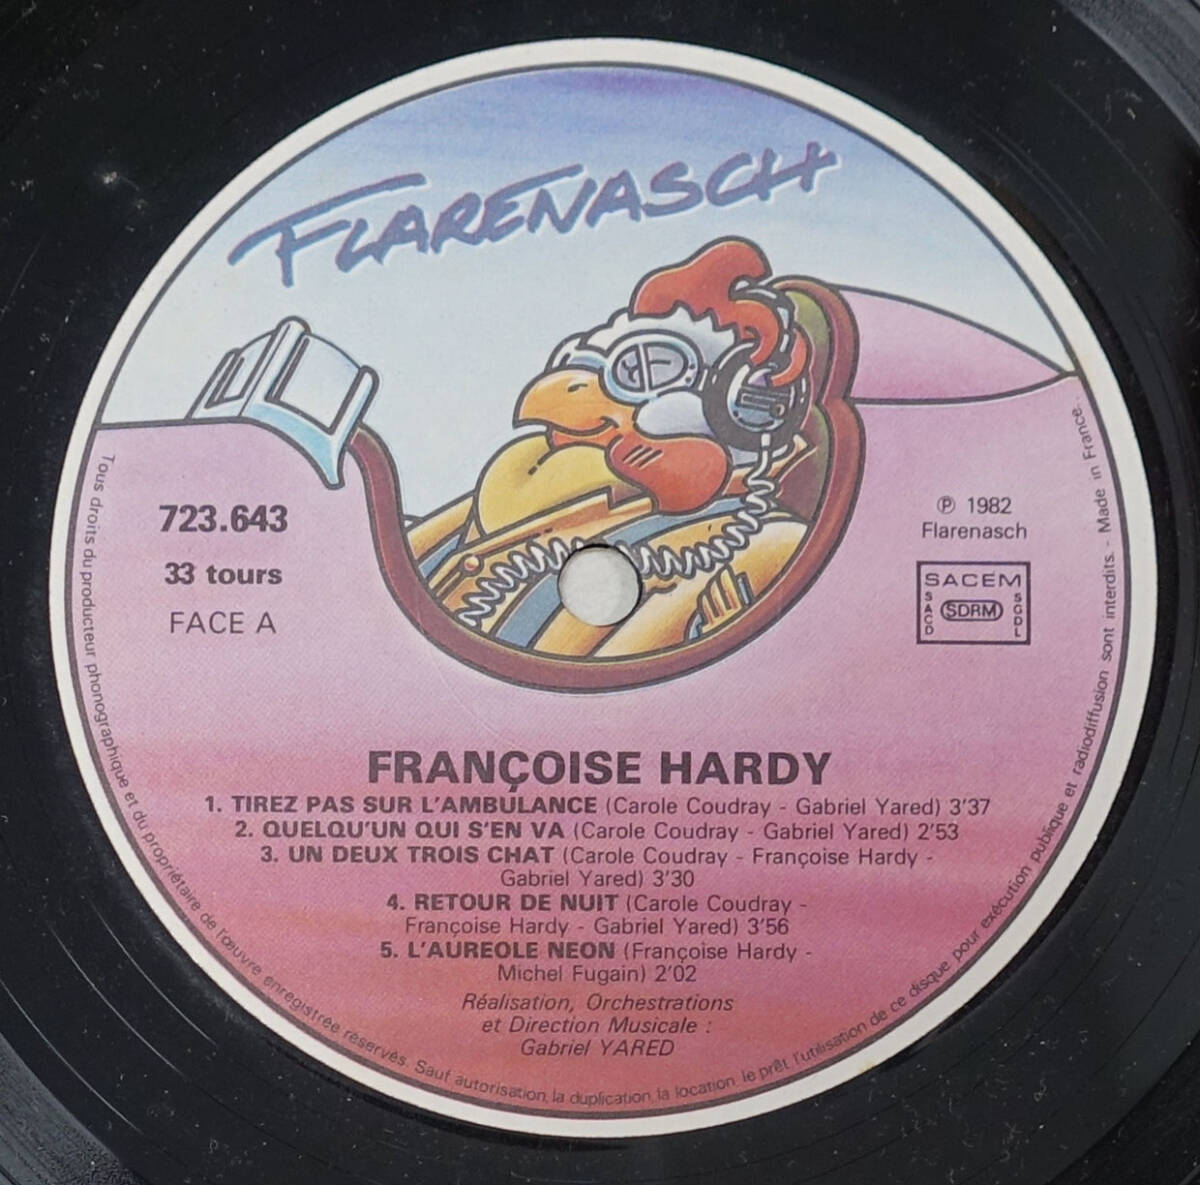 FLARENASCH
723.643
33 tours
FACE A
℗ 1982
Flarenasch
SACEM
SACD
SDRM
SGDL
FRANÇOISE HARDY
1. TIREZ PAS SUR L'AMBULANCE (Carole Coudray - Gabriel Yared) 3'37
2. QUELQU'UN QUI S'EN VA (Carole Coudray - Gabriel Yared) 2'53
3. UN DEUX TROIS CHAT (Carole Coudray - Françoise Hardy -
Gabriel Yared) 3'30
4. RETOUR DE NUIT (Carole Coudray -
Françoise Hardy - Gabriel Yared) 3'56
5. L'AUREOLE NEON (Françoise Hardy -
Michel Fugain) 2'02
Réalisation, Orchestrations
et Direction Musicale :
Gabriel YARED
Tous droits du producteur phonographique et du propriétaire de l'œuvre enregistrée réservés. Sauf autorisation, la duplication, la location, le prêt, l'utilisation de ce disque pour exécution publique et radiodiffusion sont interdits. - Made in France.